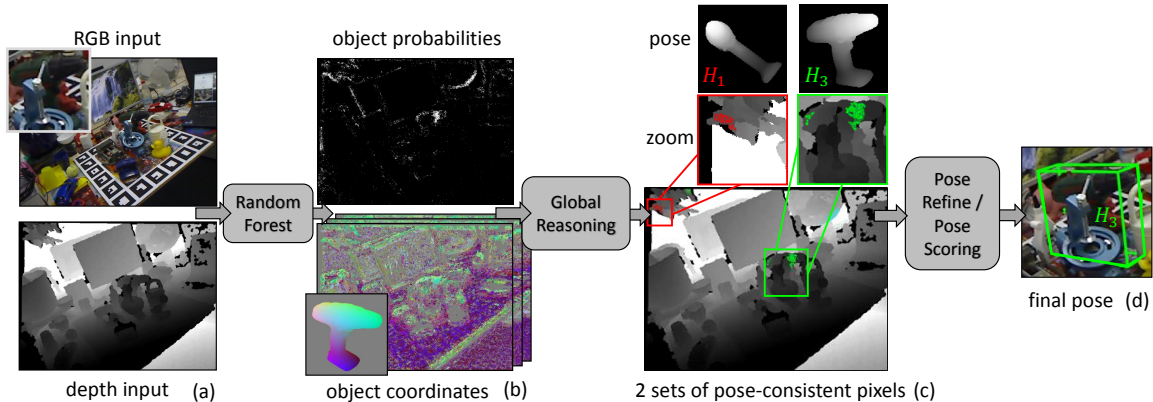 RGB input
object probabilities
pose
H₁
H₃
zoom
Random
Forest
Global
Reasoning
Pose
Refine /
Pose
Scoring
H₃
final pose (d)
depth input (a)
object coordinates (b)
2 sets of pose-consistent pixels (c)